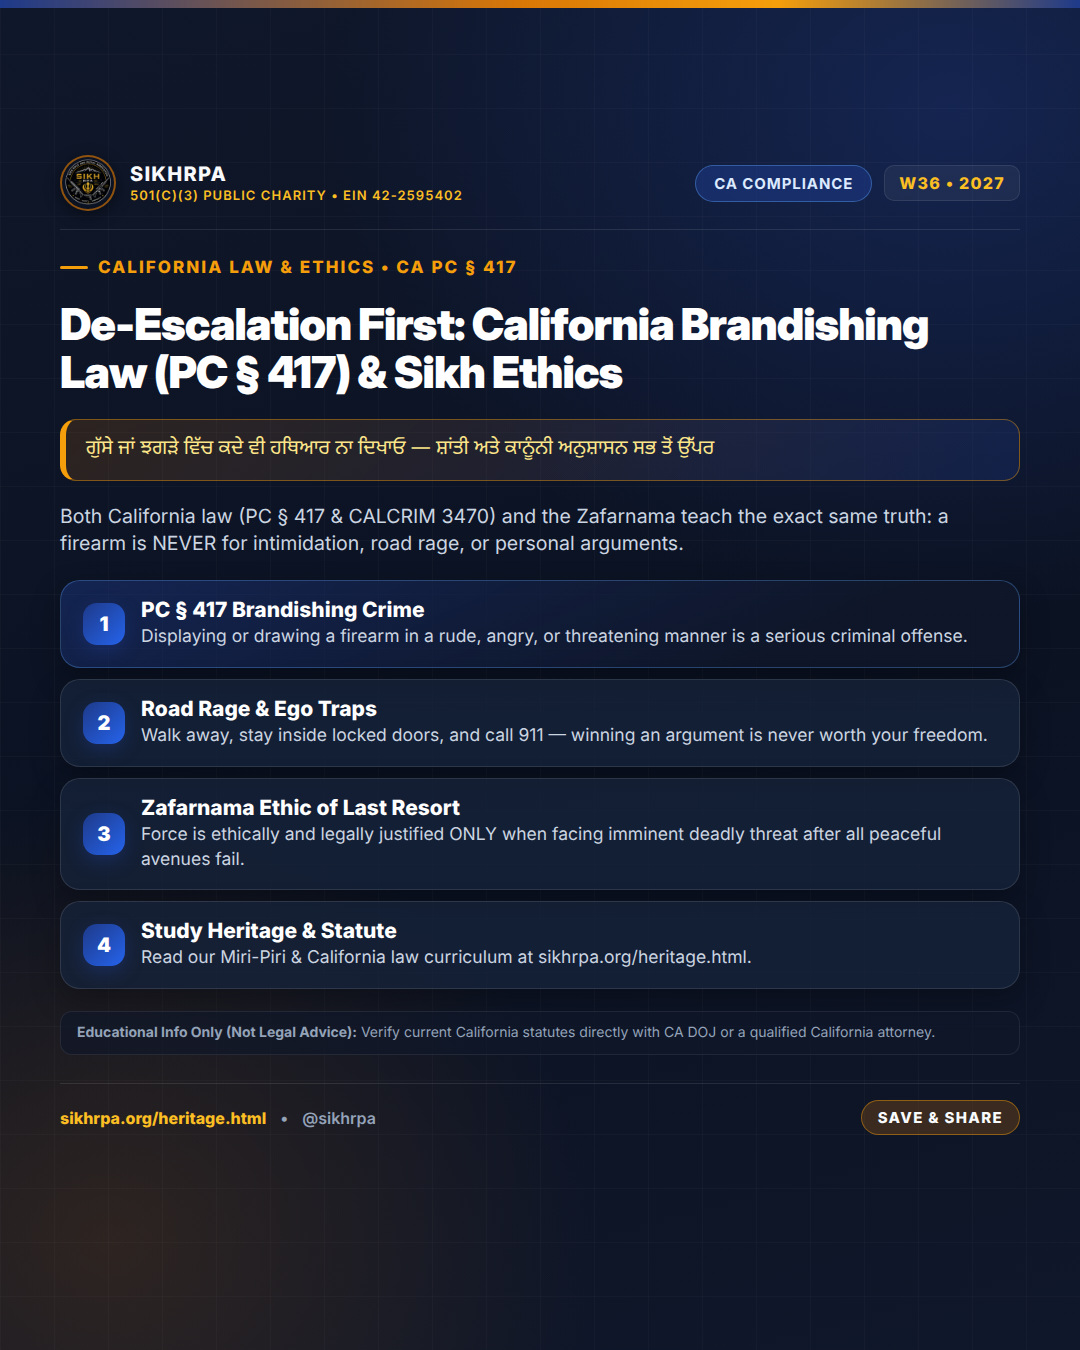 SIKH
SIKHRPA
501(C)(3) PUBLIC CHARITY • EIN 42-2595402
CA COMPLIANCE
W36 • 2027
CALIFORNIA LAW & ETHICS • CA PC § 417
De-Escalation First: California Brandishing
Law (PC § 417) & Sikh Ethics
ਗੁੱਸੇ ਜਾਂ ਝਗੜੇ ਵਿੱਚ ਕਦੇ ਵੀ ਹਥਿਆਰ ਨਾ ਦਿਖਾਓ — ਸ਼ਾਂਤੀ ਅਤੇ ਕਾਨੂੰਨੀ ਅਨੁਸ਼ਾਸਨ ਸਭ ਤੋਂ ਉੱਪਰ
Both California law (PC § 417 & CALCRIM 3470) and the Zafarnama teach the exact same truth: a
firearm is NEVER for intimidation, road rage, or personal arguments.
1
PC § 417 Brandishing Crime
Displaying or drawing a firearm in a rude, angry, or threatening manner is a serious criminal offense.
2
Road Rage & Ego Traps
Walk away, stay inside locked doors, and call 911 — winning an argument is never worth your freedom.
3
Zafarnama Ethic of Last Resort
Force is ethically and legally justified ONLY when facing imminent deadly threat after all peaceful
avenues fail.
4
Study Heritage & Statute
Read our Miri-Piri & California law curriculum at sikhrpa.org/heritage.html.
Educational Info Only (Not Legal Advice): Verify current California statutes directly with CA DOJ or a qualified California attorney.
sikhrpa.org/heritage.html • @sikhrpa
SAVE & SHARE